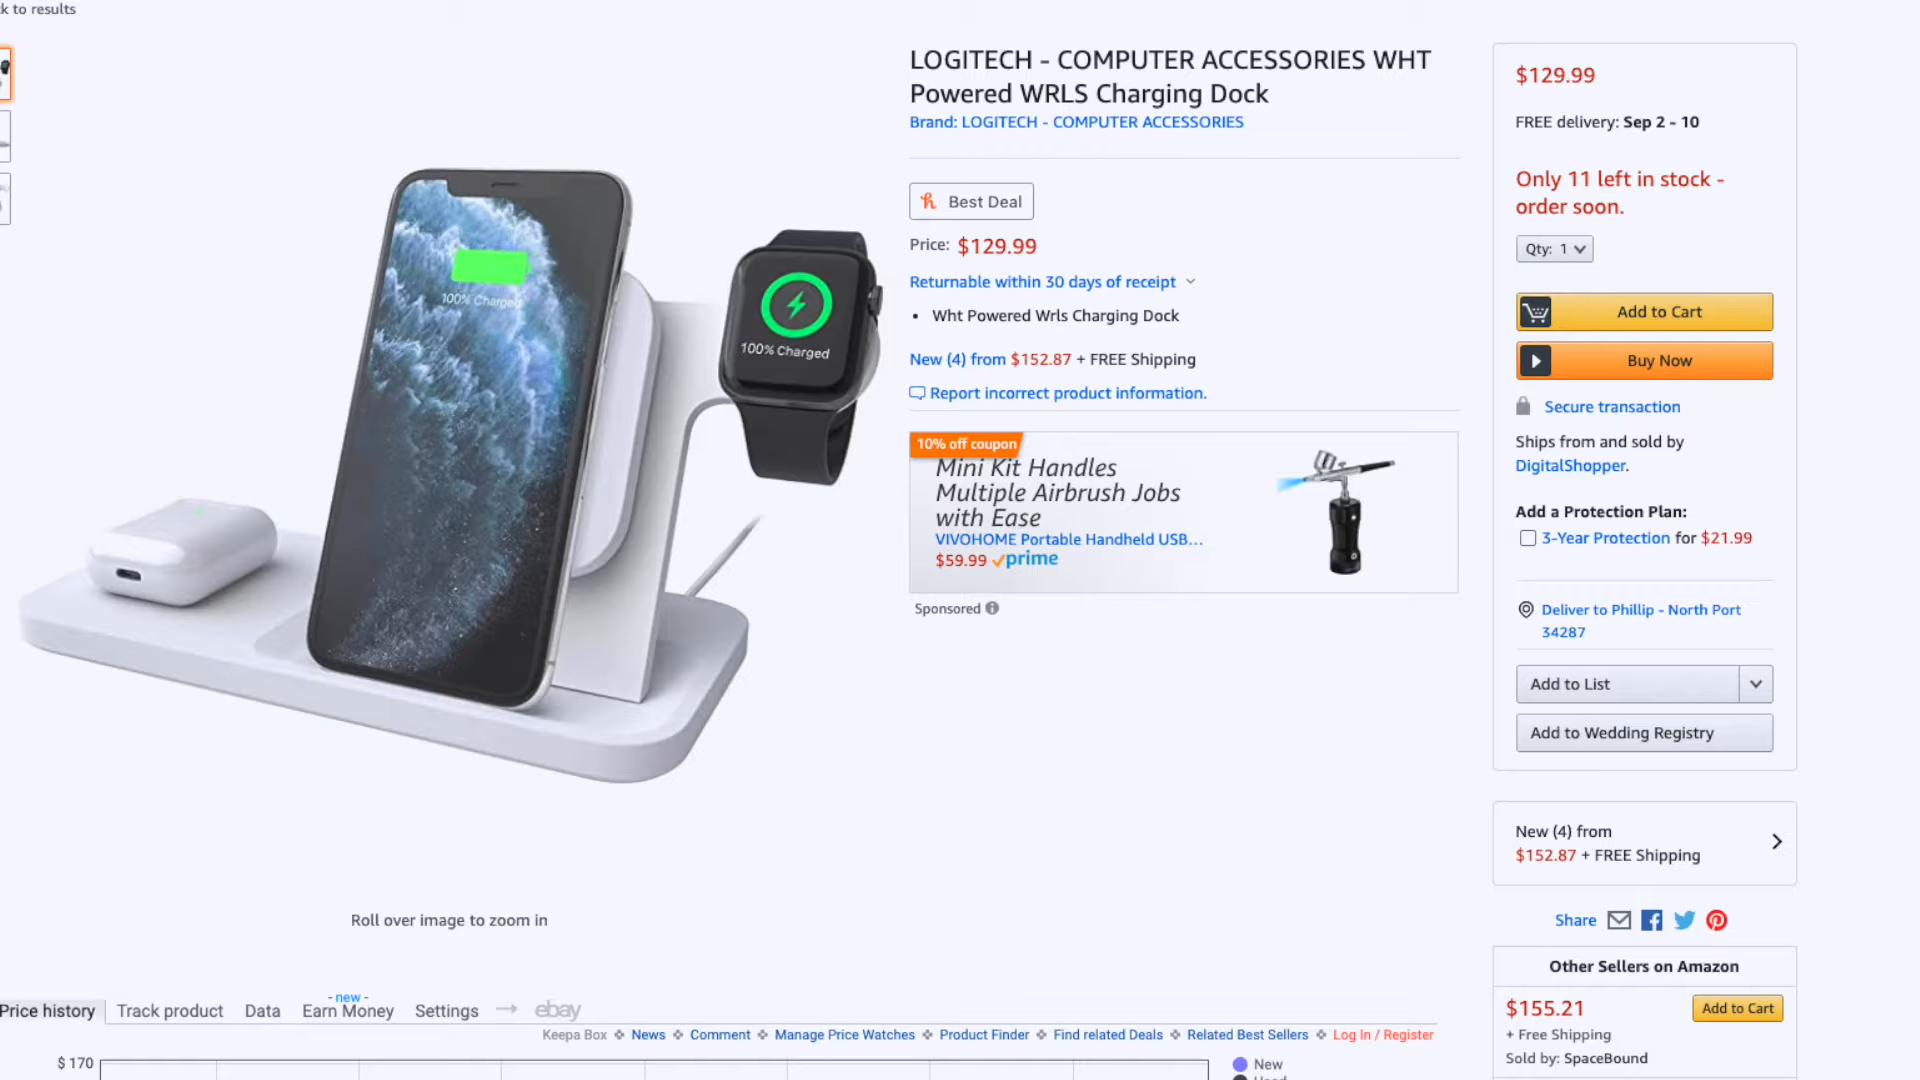 k to results
LOGITECH - COMPUTER ACCESSORIES WHT
Powered WRLS Charging Dock
Brand: LOGITECH - COMPUTER ACCESSORIES
Best Deal
Price: $129.99
Returnable within 30 days of receipt
• Wht Powered Wrls Charging Dock
New (4) from $152.87 + FREE Shipping
Report incorrect product information.
10% off coupon
Mini Kit Handles
Multiple Airbrush Jobs
with Ease
VIVOHOME Portable Handheld USB...
$59.99 prime
Sponsored
100% Charged
100% Charged
Roll over image to zoom in
$129.99
FREE delivery: Sep 2 - 10
Only 11 left in stock -
order soon.
Qty: 1
Add to Cart
Buy Now
Secure transaction
Ships from and sold by
DigitalShopper.
Add a Protection Plan:
3-Year Protection for $21.99
Deliver to Phillip - North Port
34287
Add to List
Add to Wedding Registry
New (4) from
$152.87 + FREE Shipping
Share
Other Sellers on Amazon
$155.21
Add to Cart
+ Free Shipping
Sold by: SpaceBound
Price history Track product Data Earn Money Settings ebay
- new -
Keepa Box News Comment Manage Price Watches Product Finder Find related Deals Related Best Sellers Log In / Register
$ 170
New